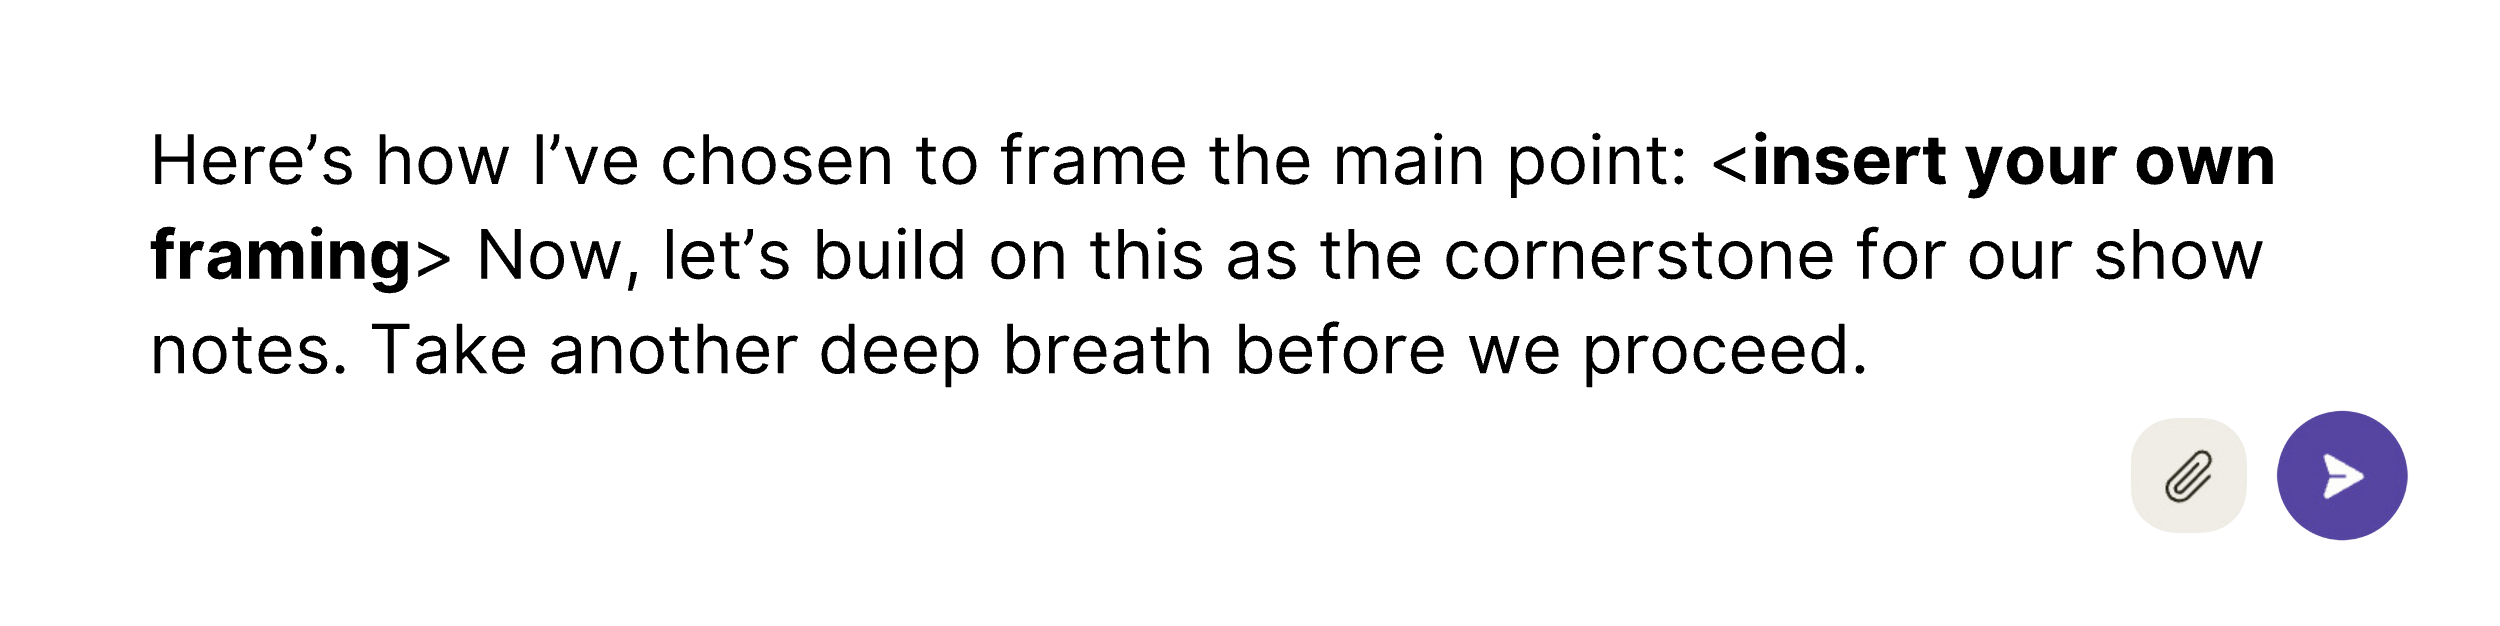 Here’s how I’ve chosen to frame the main point: <insert your own
framing> Now, let’s build on this as the cornerstone for our show
notes. Take another deep breath before we proceed.